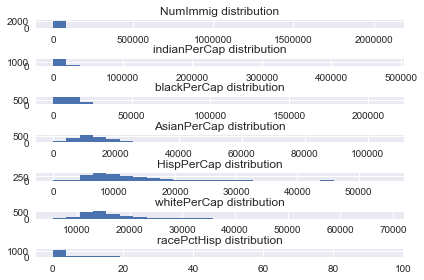 NumImmig distribution
2000
0
0 500000 1000000 1500000 2000000
indianPerCap distribution
1000
0
0 100000 200000 300000 400000 500000
blackPerCap distribution
500
0
0 50000 100000 150000 200000
AsianPerCap distribution
500
0
0 20000 40000 60000 80000 100000
HispPerCap distribution
250
0
0 10000 20000 30000 40000 50000
whitePerCap distribution
500
0
10000 20000 30000 40000 50000 60000 70000
racePctHisp distribution
1000
0
0 20 40 60 80 100